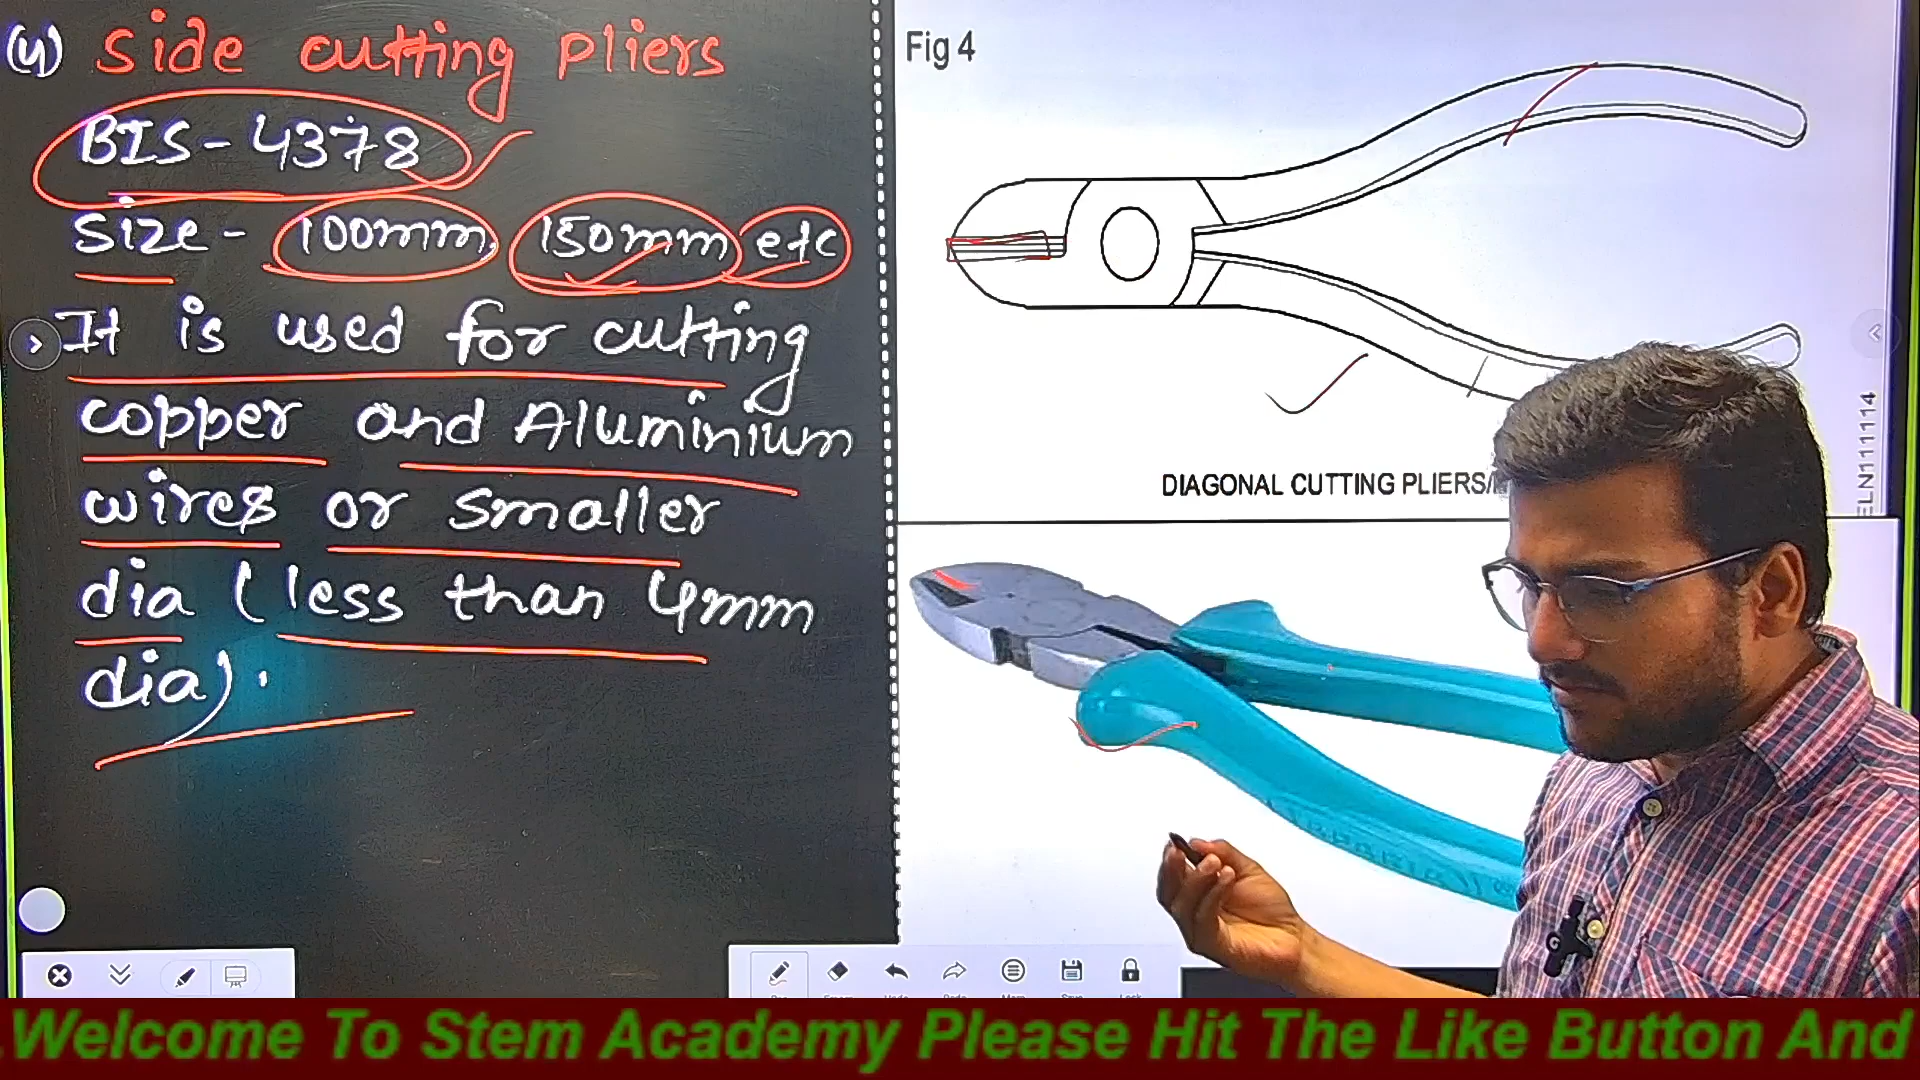 (4) Side cutting pliers
BIS - 4378
Size - 100mm, 150mm etc
It is used for cutting
copper and Aluminium
wires or smaller
dia (less than 4mm
dia).
Fig 4
DIAGONAL CUTTING PLIERS/
ELN111114
Welcome To Stem Academy Please Hit The Like Button And